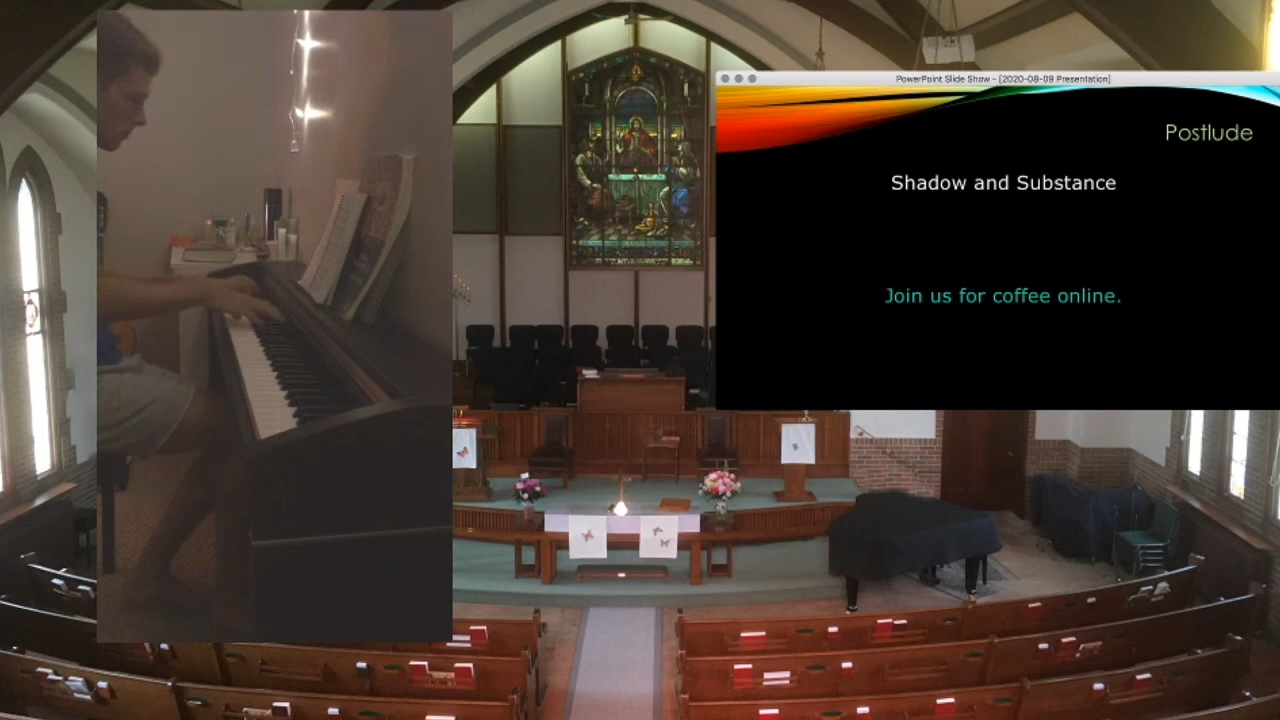 PowerPoint Slide Show - [2020-08-09 Presentation]
Postlude
Shadow and Substance
Join us for coffee online.